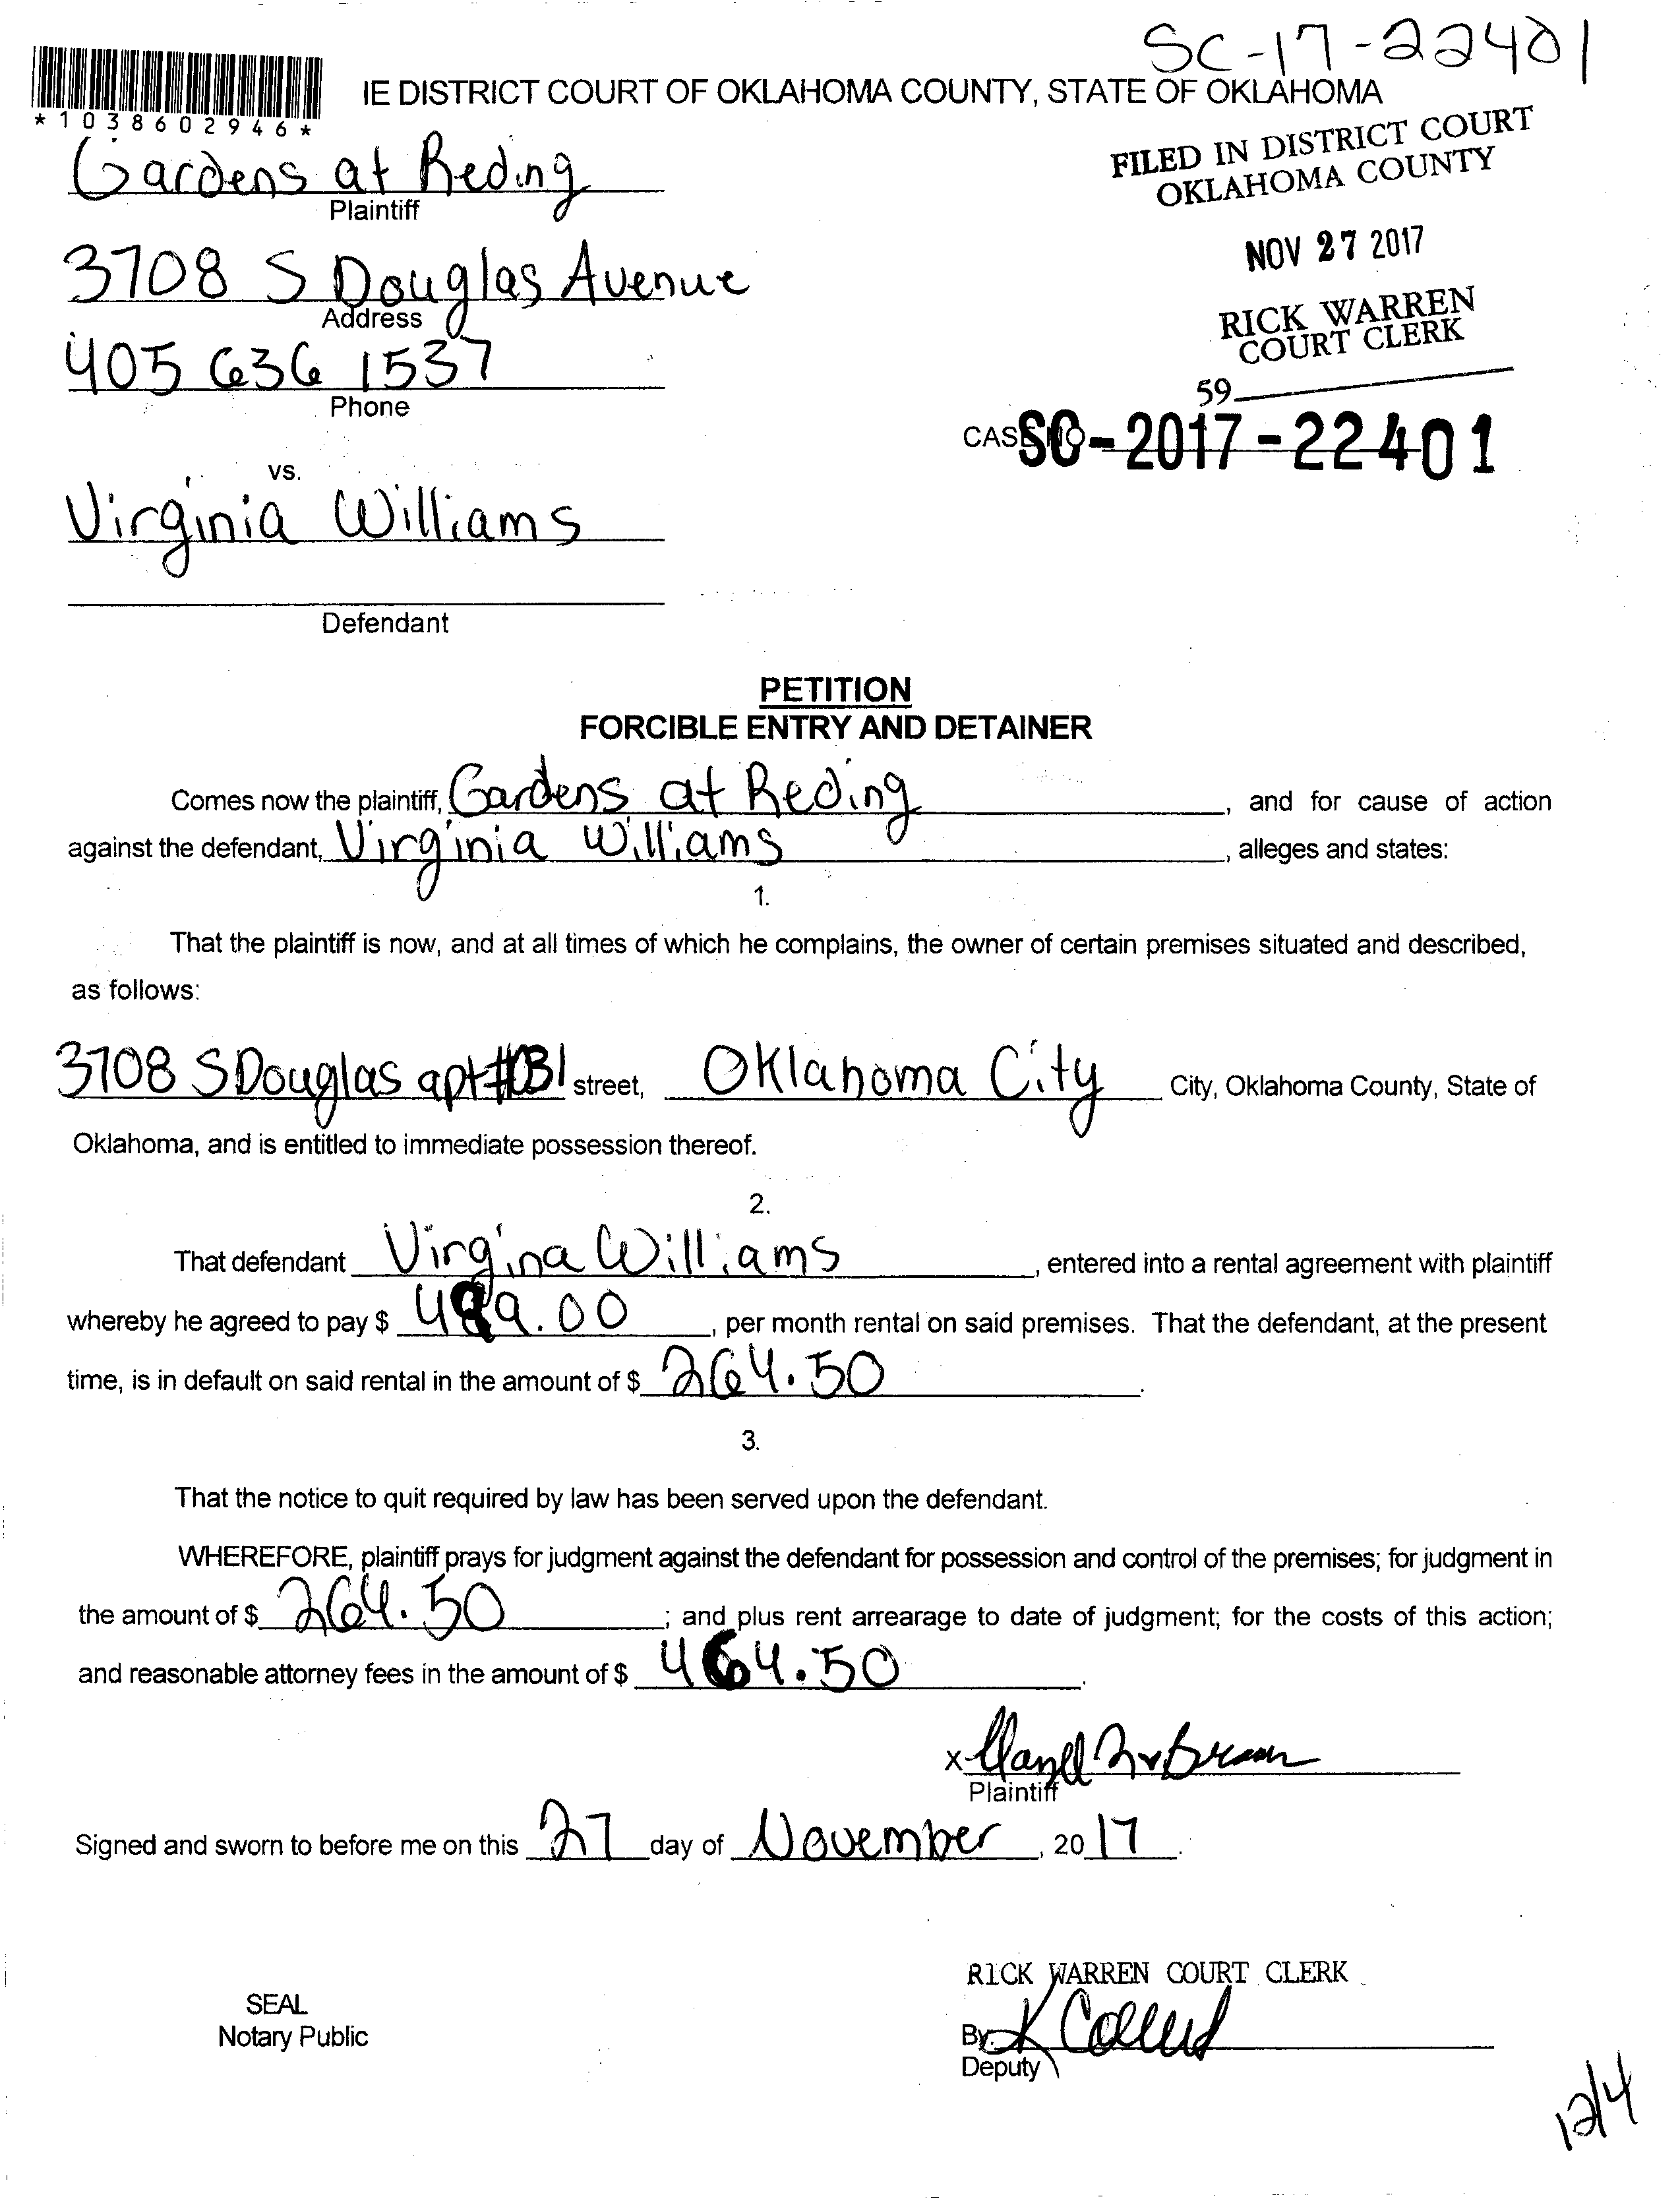 SC-17-22401
IE DISTRICT COURT OF OKLAHOMA COUNTY, STATE OF OKLAHOMA
*1038602946*
FILED IN DISTRICT COURT
OKLAHOMA COUNTY
Gardens at Reding
Plaintiff
NOV 27 2017
3708 S Douglas Avenue
Address
RICK WARREN
COURT CLERK
405 636 1537
Phone
59
CASE NO SC-2017-22401
vs.
Virginia Williams
Defendant
PETITION
FORCIBLE ENTRY AND DETAINER
Comes now the plaintiff, Gardens at Reding, and for cause of action
against the defendant, Virginia Williams, alleges and states:
1.
That the plaintiff is now, and at all times of which he complains, the owner of certain premises situated and described,
as follows:
3708 S Douglas apt street, Oklahoma City City, Oklahoma County, State of
Oklahoma, and is entitled to immediate possession thereof.
2.
That defendant Virgina Williams, entered into a rental agreement with plaintiff
whereby he agreed to pay $ , per month rental on said premises. That the defendant, at the present
time, is in default on said rental in the amount of $ 264.50.
3.
That the notice to quit required by law has been served upon the defendant.
WHEREFORE, plaintiff prays for judgment against the defendant for possession and control of the premises; for judgment in
the amount of $ 264.50; and plus rent arrearage to date of judgment; for the costs of this action;
and reasonable attorney fees in the amount of $ 464.50.
x
Plaintiff
Signed and sworn to before me on this 27 day of November, 2017.
RICK WARREN COURT CLERK
SEAL
Notary Public
By: K
Deputy
12/4